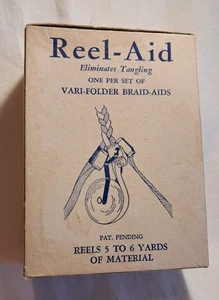 Reel-Aid
Eliminates Tangling
ONE PER SET OF
VARI-FOLDER BRAID-AIDS
PAT. PENDING
REELS 5 TO 6 YARDS
OF MATERIAL